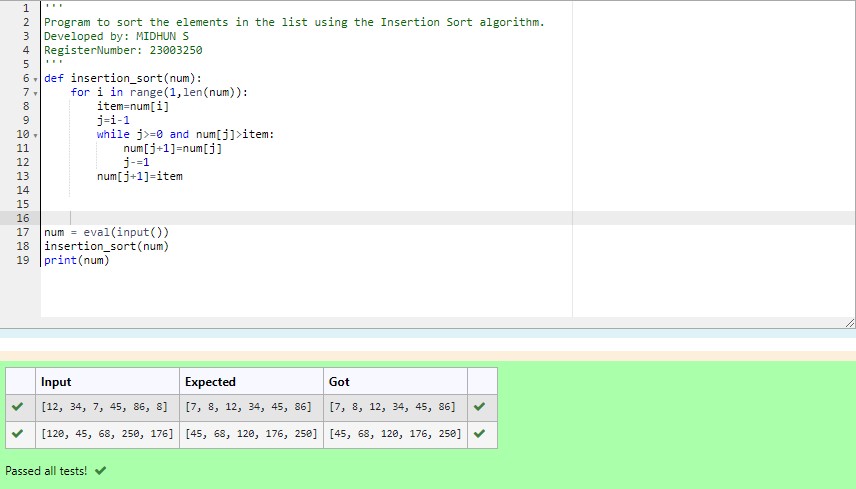 1 '''
2 Program to sort the elements in the list using the Insertion Sort algorithm.
3 Developed by: MIDHUN S
4 RegisterNumber: 23003250
5 '''
6 def insertion_sort(num):
7     for i in range(1,len(num)):
8         item=num[i]
9         j=i-1
10         while j>=0 and num[j]>item:
11             num[j+1]=num[j]
12             j-=1
13         num[j+1]=item
14
15
16
17 num = eval(input())
18 insertion_sort(num)
19 print(num)
Input Expected Got
[12, 34, 7, 45, 86, 8] [7, 8, 12, 34, 45, 86] [7, 8, 12, 34, 45, 86]
[120, 45, 68, 250, 176] [45, 68, 120, 176, 250] [45, 68, 120, 176, 250]
Passed all tests!